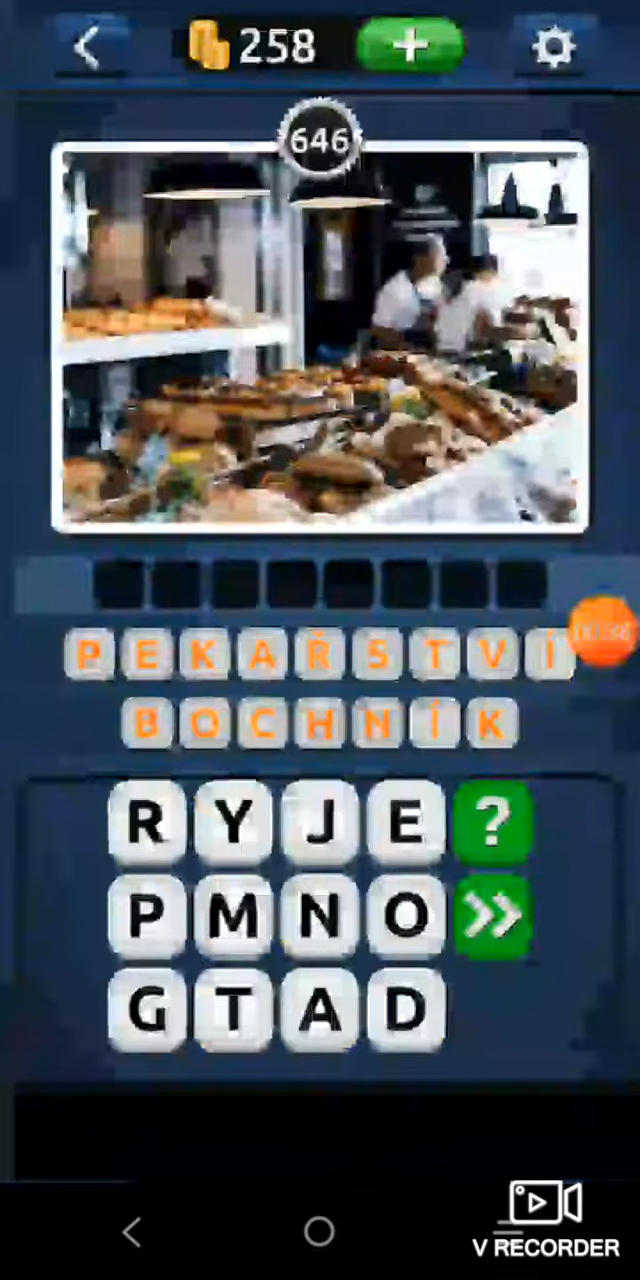 258 +
646
PEKAŘSTVÍ
BOCHNÍK
RYJE?
PMNO
GTAD
V RECORDER